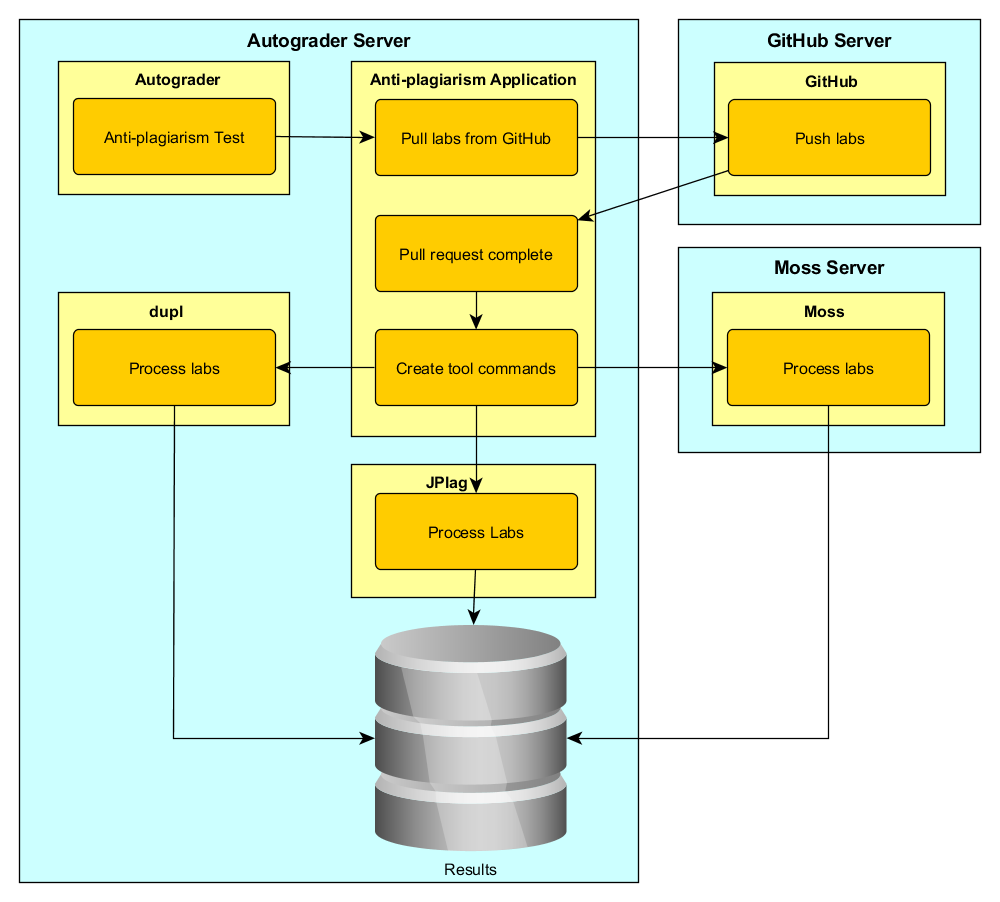 Autograder Server
GitHub Server
Autograder
Anti-plagiarism Application
GitHub
Anti-plagiarism Test
Pull labs from GitHub
Push labs
Pull request complete
Moss Server
dupl
Moss
Process labs
Create tool commands
Process labs
JPlag
Process Labs
Results